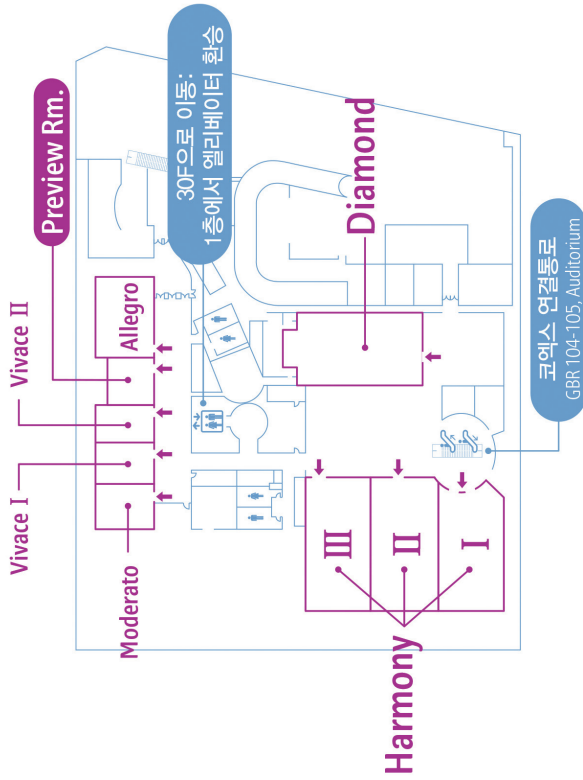 Vivace I
Vivace II
Preview Rm.
Moderato
Allegro
30F으로 이동:
1층에서 엘리베이터 환승
Harmony
III
II
I
Diamond
코엑스 연결통로
GBR 104-105, Auditorium